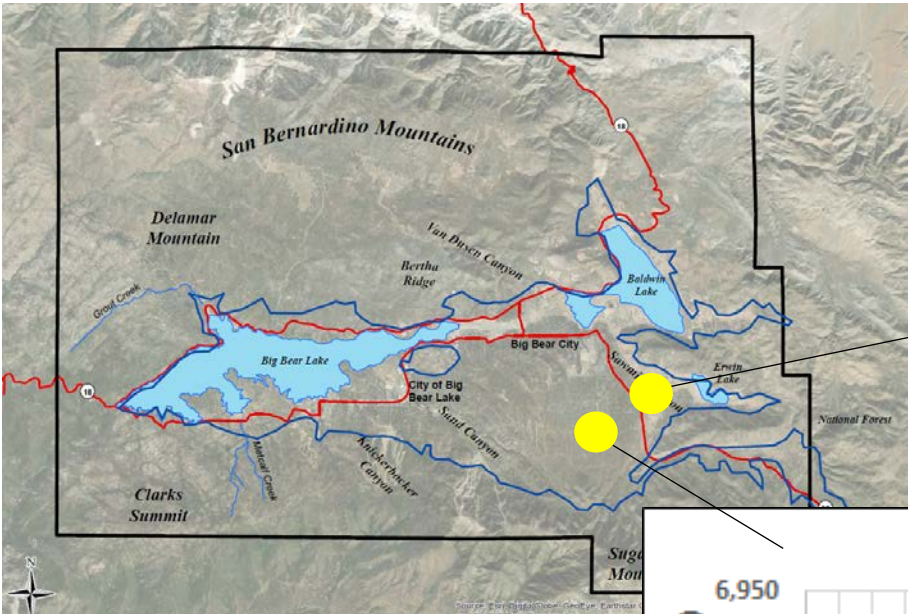 San Bernardino Mountains
18
Delamar
Mountain
Van Dusen Canyon
Bertha
Ridge
Baldwin
Lake
Grout Creek
Big Bear Lake
Big Bear City
Erwin
Lake
City of Big
Bear Lake
18
Sand Canyon
National Forest
Knickerbocker
Canyon
Metcalf Creek
Clarks
Summit
N
6,950